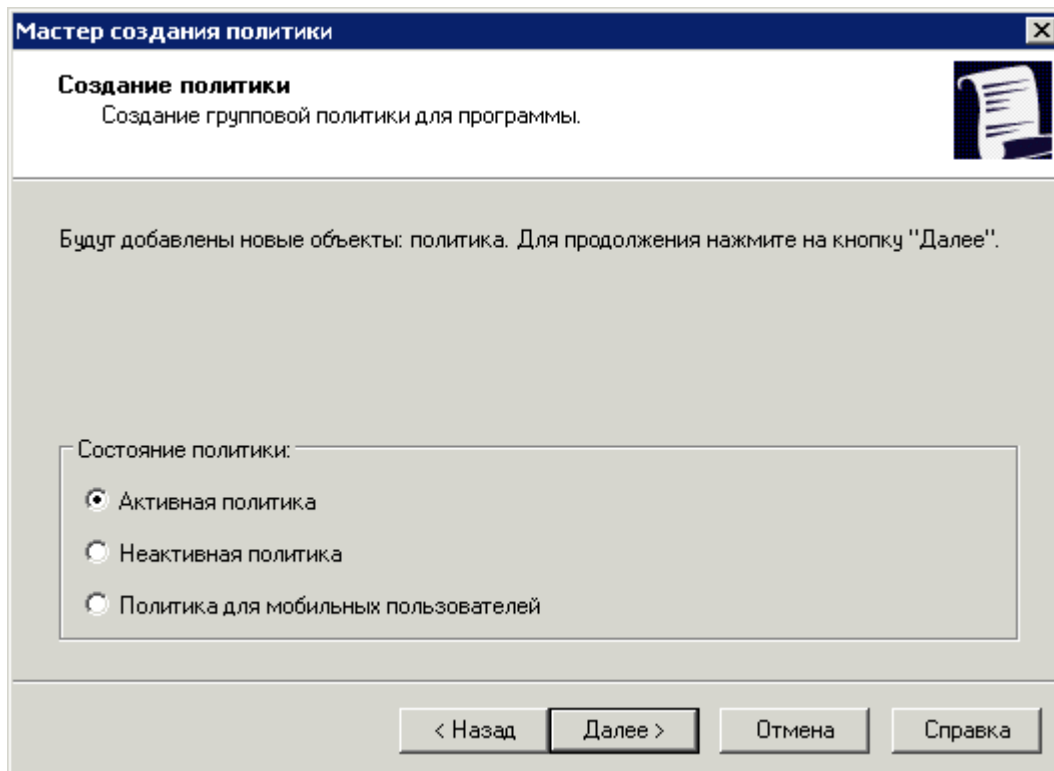 Мастер создания политики
Создание политики
Создание групповой политики для программы.
Будут добавлены новые объекты: политика. Для продолжения нажмите на кнопку "Далее".
Состояние политики:
Активная политика
Неактивная политика
Политика для мобильных пользователей
< Назад
Далее >
Отмена
Справка